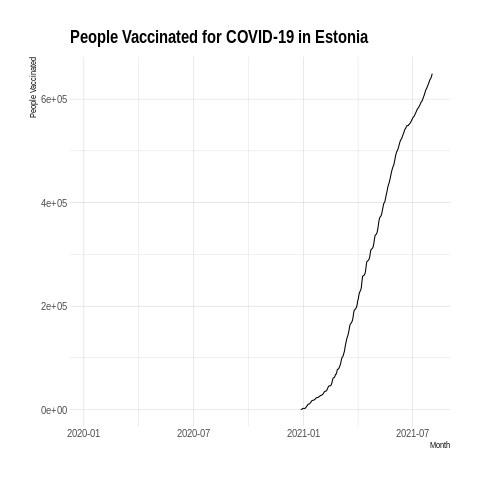 People Vaccinated for COVID-19 in Estonia
People Vaccinated
6e+05
4e+05
2e+05
0e+00
2020-01 2020-07 2021-01 2021-07
Month